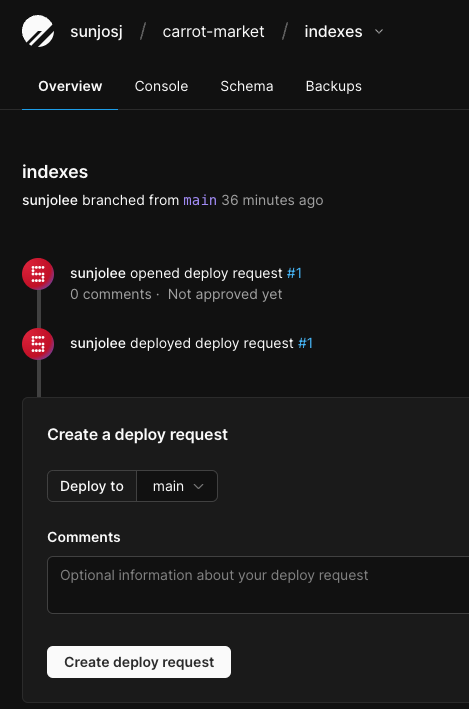 sunjosj / carrot-market / indexes
Overview Console Schema Backups
indexes
sunjolee branched from main 36 minutes ago
sunjolee opened deploy request #1
0 comments · Not approved yet
sunjolee deployed deploy request #1
Create a deploy request
Deploy to main
Comments
Optional information about your deploy request
Create deploy request